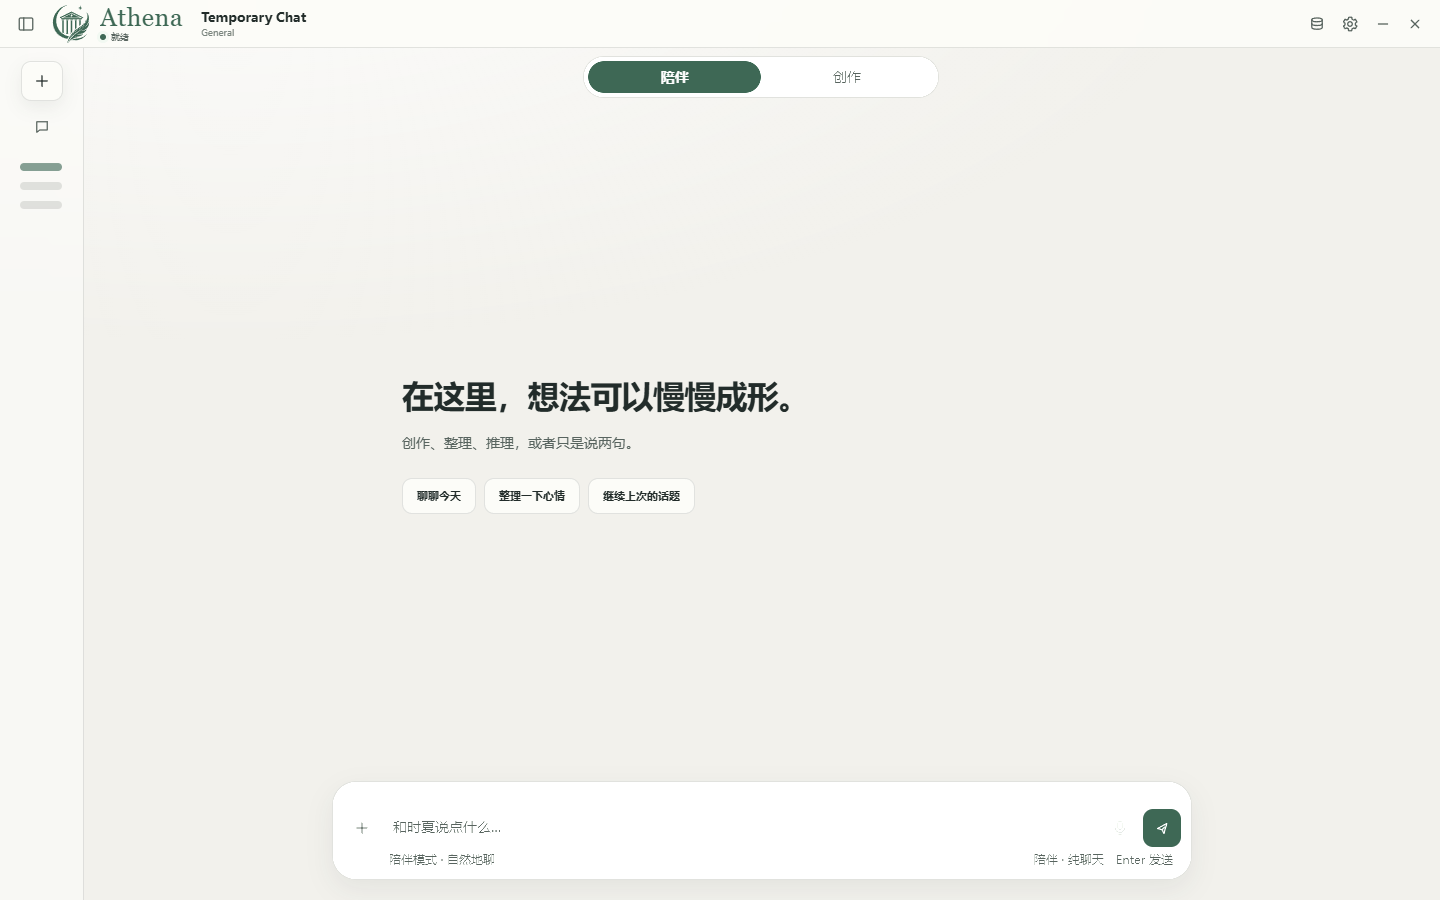 Athena
就绪
Temporary Chat
General
陪伴
创作
在这里，想法可以慢慢成形。
创作、整理、推理，或者只是说两句。
聊聊今天
整理一下心情
继续上次的话题
和时夏说点什么...
陪伴模式 · 自然地聊
陪伴 · 纯聊天 Enter 发送